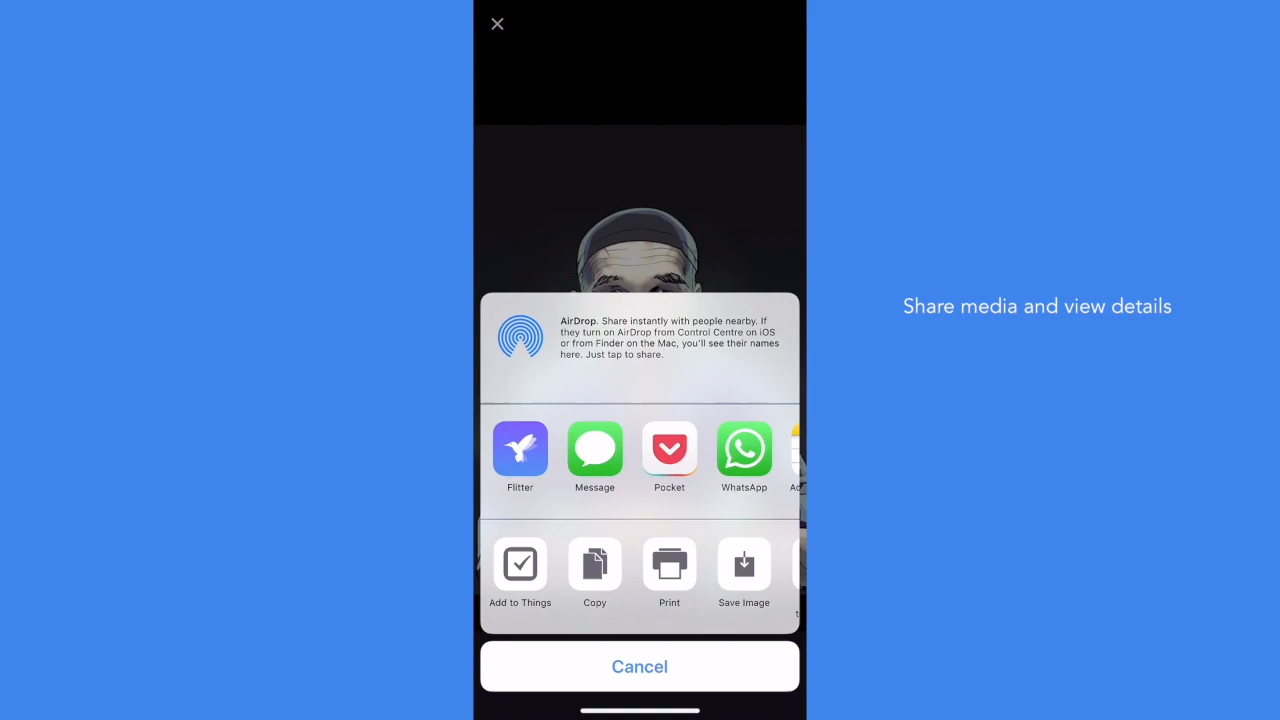 Share media and view details
AirDrop. Share instantly with people nearby. If
they turn on AirDrop from Control Centre on iOS
or from Finder on the Mac, you'll see their names
here. Just tap to share.
Flitter
Message
Pocket
WhatsApp
Add to Things
Copy
Print
Save Image
Cancel